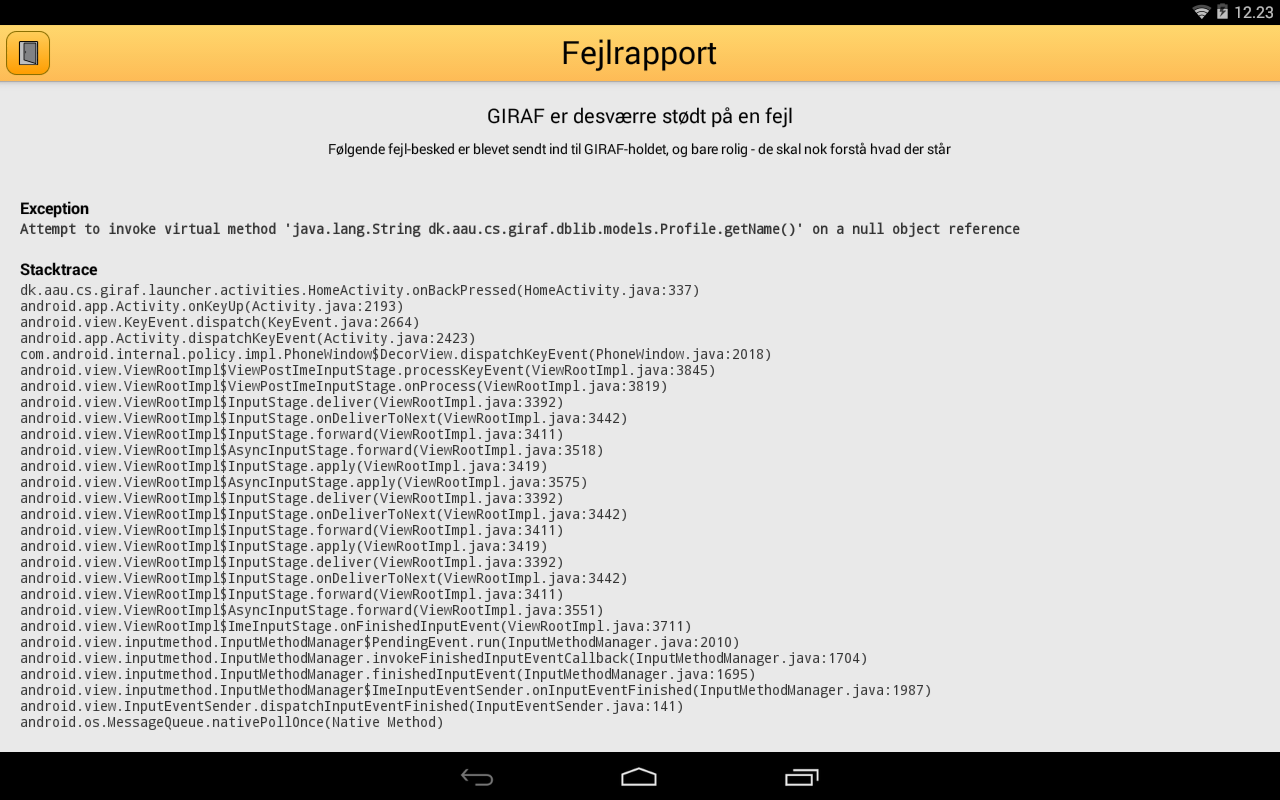 12.23
Fejlrapport
GIRAF er desværre stødt på en fejl
Følgende fejl-besked er blevet sendt ind til GIRAF-holdet, og bare rolig - de skal nok forstå hvad der står
Exception
Attempt to invoke virtual method 'java.lang.String dk.aau.cs.giraf.dblib.models.Profile.getName()' on a null object reference
Stacktrace
dk.aau.cs.giraf.launcher.activities.HomeActivity.onBackPressed(HomeActivity.java:337)
android.app.Activity.onKeyUp(Activity.java:2193)
android.view.KeyEvent.dispatch(KeyEvent.java:2664)
android.app.Activity.dispatchKeyEvent(Activity.java:2423)
com.android.internal.policy.impl.PhoneWindow$DecorView.dispatchKeyEvent(PhoneWindow.java:2018)
android.view.ViewRootImpl$ViewPostImeInputStage.processKeyEvent(ViewRootImpl.java:3845)
android.view.ViewRootImpl$ViewPostImeInputStage.onProcess(ViewRootImpl.java:3819)
android.view.ViewRootImpl$InputStage.deliver(ViewRootImpl.java:3392)
android.view.ViewRootImpl$InputStage.onDeliverToNext(ViewRootImpl.java:3442)
android.view.ViewRootImpl$InputStage.forward(ViewRootImpl.java:3411)
android.view.ViewRootImpl$AsyncInputStage.forward(ViewRootImpl.java:3518)
android.view.ViewRootImpl$InputStage.apply(ViewRootImpl.java:3419)
android.view.ViewRootImpl$AsyncInputStage.apply(ViewRootImpl.java:3575)
android.view.ViewRootImpl$InputStage.deliver(ViewRootImpl.java:3392)
android.view.ViewRootImpl$InputStage.onDeliverToNext(ViewRootImpl.java:3442)
android.view.ViewRootImpl$InputStage.forward(ViewRootImpl.java:3411)
android.view.ViewRootImpl$InputStage.apply(ViewRootImpl.java:3419)
android.view.ViewRootImpl$InputStage.deliver(ViewRootImpl.java:3392)
android.view.ViewRootImpl$InputStage.onDeliverToNext(ViewRootImpl.java:3442)
android.view.ViewRootImpl$InputStage.forward(ViewRootImpl.java:3411)
android.view.ViewRootImpl$AsyncInputStage.forward(ViewRootImpl.java:3551)
android.view.ViewRootImpl$ImeInputStage.onFinishedInputEvent(ViewRootImpl.java:3711)
android.view.inputmethod.InputMethodManager$PendingEvent.run(InputMethodManager.java:2010)
android.view.inputmethod.InputMethodManager.invokeFinishedInputEventCallback(InputMethodManager.java:1704)
android.view.inputmethod.InputMethodManager.finishedInputEvent(InputMethodManager.java:1695)
android.view.inputmethod.InputMethodManager$ImeInputEventSender.onInputEventFinished(InputMethodManager.java:1987)
android.view.InputEventSender.dispatchInputEventFinished(InputEventSender.java:141)
android.os.MessageQueue.nativePollOnce(Native Method)